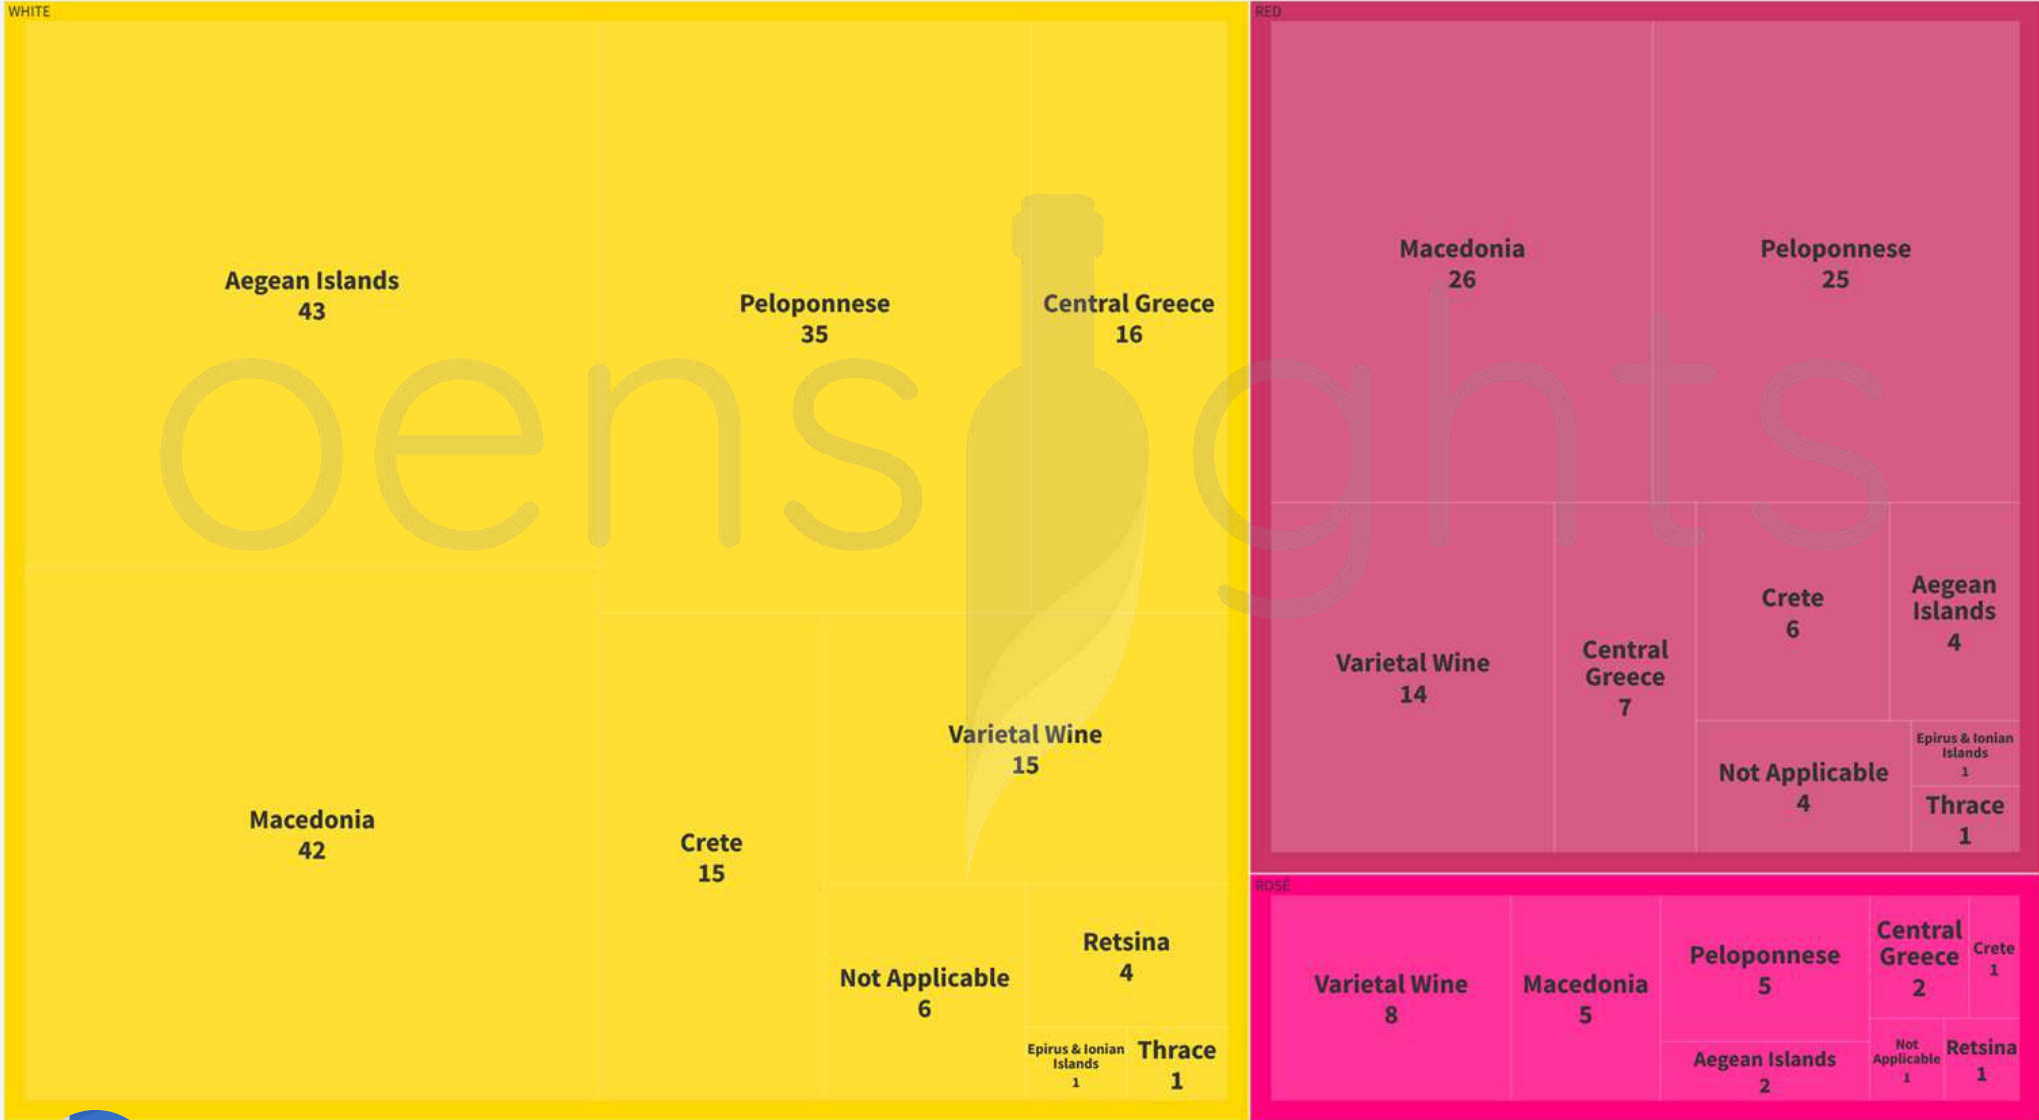 WHITE
Aegean Islands
43
Peloponnese
35
Central Greece
16
Macedonia
42
Crete
15
Varietal Wine
15
Not Applicable
6
Retsina
4
Epirus & Ionian
Islands
1
Thrace
1
RED
Macedonia
26
Peloponnese
25
Varietal Wine
14
Central
Greece
7
Crete
6
Aegean
Islands
4
Not Applicable
4
Epirus & Ionian
Islands
1
Thrace
1
ROSÉ
Varietal Wine
8
Macedonia
5
Peloponnese
5
Aegean Islands
2
Central
Greece
2
Crete
1
Not
Applicable
1
Retsina
1
oens ghts